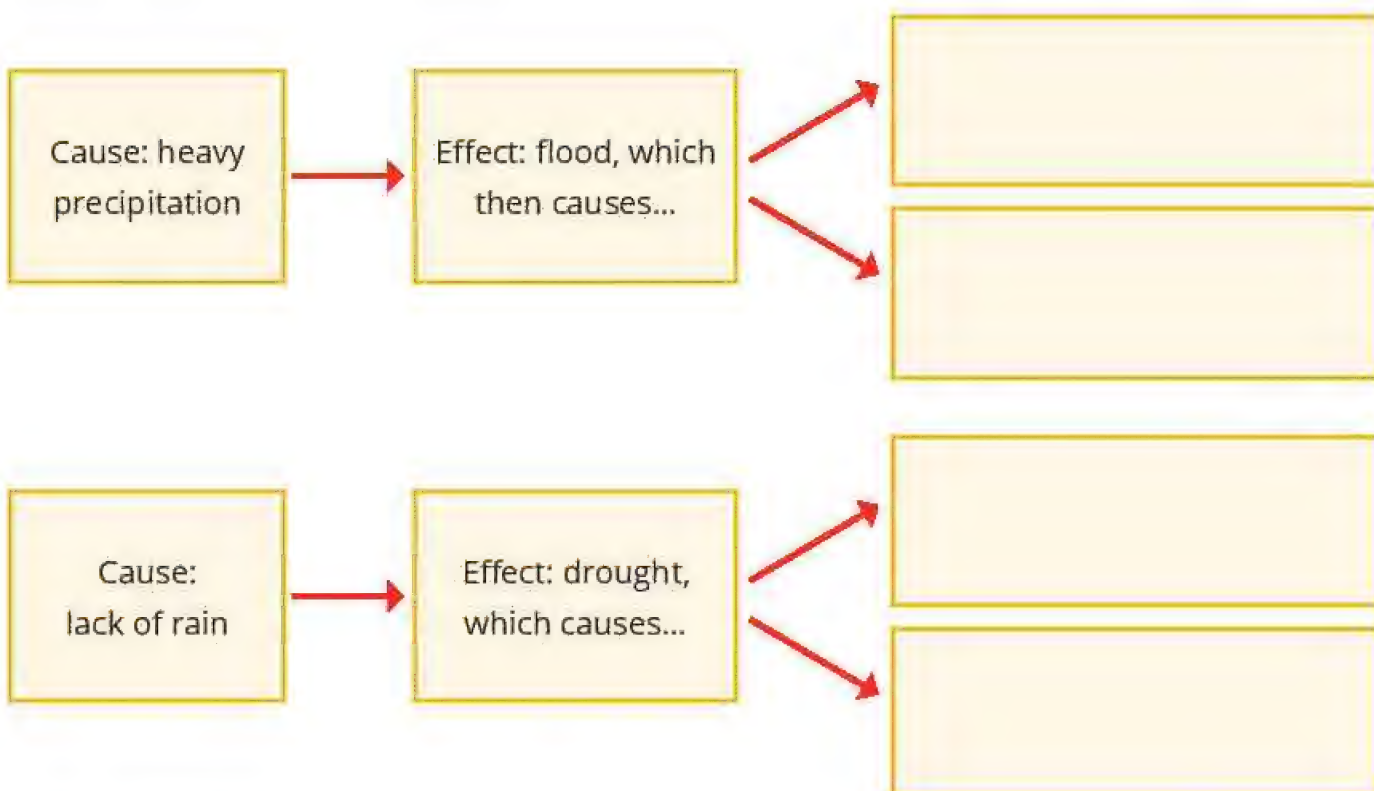 Cause: heavy
precipitation
Effect: flood, which
then causes...
Cause:
lack of rain
Effect: drought,
which causes...